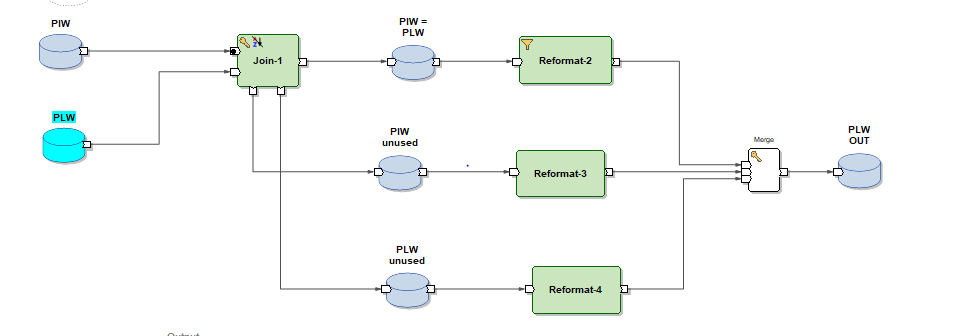 PIW
PIW =
PLW
Join-1
Reformat-2
PLW
PIW
unused
Reformat-3
Merge
PLW
OUT
PLW
unused
Reformat-4
Output